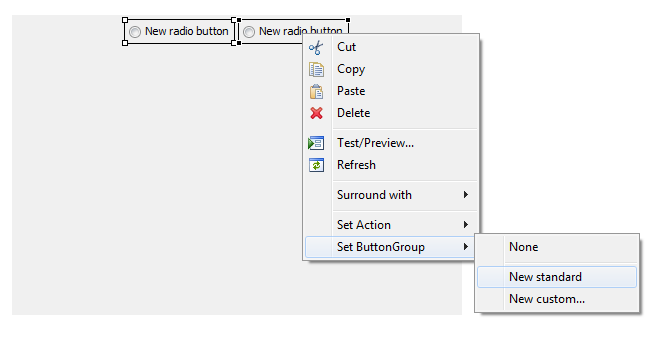 New radio button New radio button
Cut
Copy
Paste
Delete
Test/Preview...
Refresh
Surround with
Set Action
Set ButtonGroup
None
New standard
New custom...